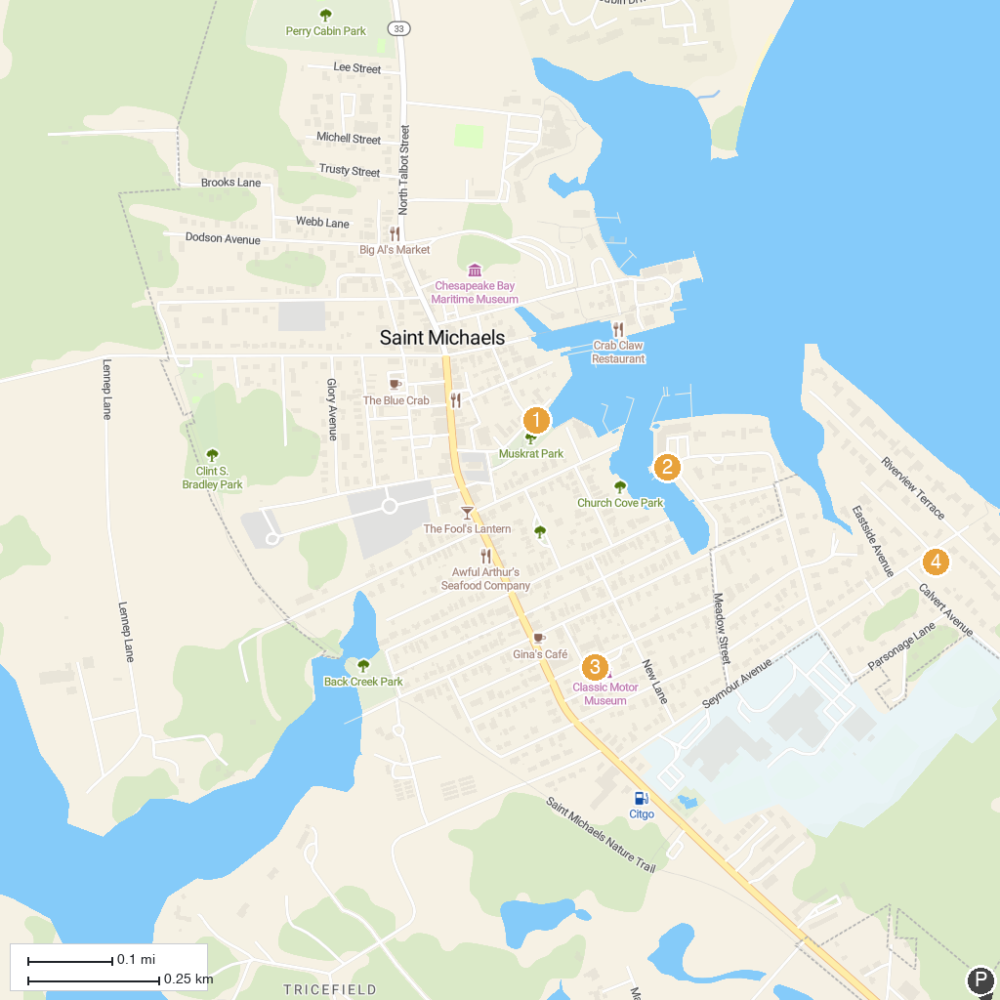 Perry Cabin Park
33
Lee Street
North Talbot Street
Michell Street
Trusty Street
Brooks Lane
Webb Lane
Dodson Avenue
Big Al's Market
Chesapeake Bay
Maritime Museum
Saint Michaels
Crab Claw
Restaurant
Lennep Lane
Glory Avenue
The Blue Crab
1
Muskrat Park
2
Clint S.
Bradley Park
Church Cove Park
Riverview Terrace
Eastside Avenue
The Fool's Lantern
Awful Arthur's
Seafood Company
4
Calvert Avenue
Meadow Street
Lennep Lane
Parsonage Lane
Gina's Café
3
Back Creek Park
Classic Motor
Museum
New Lane
Seymour Avenue
Citgo
Saint Michaels Nature Trail
0.1 mi
0.25 km
TRICEFIELD
P